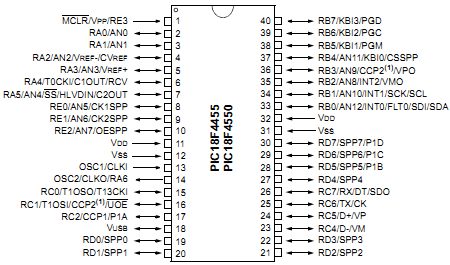 MCLR/VPP/RE3 1 40 RB7/KBI3/PGD
RA0/AN0 2 39 RB6/KBI2/PGC
RA1/AN1 3 38 RB5/KBI1/PGM
RA2/AN2/VREF-/CVREF 4 37 RB4/AN11/KBI0/CSSPP
RA3/AN3/VREF+ 5 36 RB3/AN9/CCP2(1)/VPO
RA4/T0CKI/C1OUT/RCV 6 35 RB2/AN8/INT2/VMO
RA5/AN4/SS/HLVDIN/C2OUT 7 34 RB1/AN10/INT1/SCK/SCL
RE0/AN5/CK1SPP 8 33 RB0/AN12/INT0/FLT0/SDI/SDA
RE1/AN6/CK2SPP 9 32 VDD
RE2/AN7/OESPP 10 31 VSS
VDD 11 30 RD7/SPP7/P1D
VSS 12 29 RD6/SPP6/P1C
OSC1/CLKI 13 28 RD5/SPP5/P1B
OSC2/CLKO/RA6 14 27 RD4/SPP4
RC0/T1OSO/T13CKI 15 26 RC7/RX/DT/SDO
RC1/T1OSI/CCP2(1)/UOE 16 25 RC6/TX/CK
RC2/CCP1/P1A 17 24 RC5/D+/VP
VUSB 18 23 RC4/D-/VM
RD0/SPP0 19 22 RD3/SPP3
RD1/SPP1 20 21 RD2/SPP2
PIC18F4455
PIC18F4550